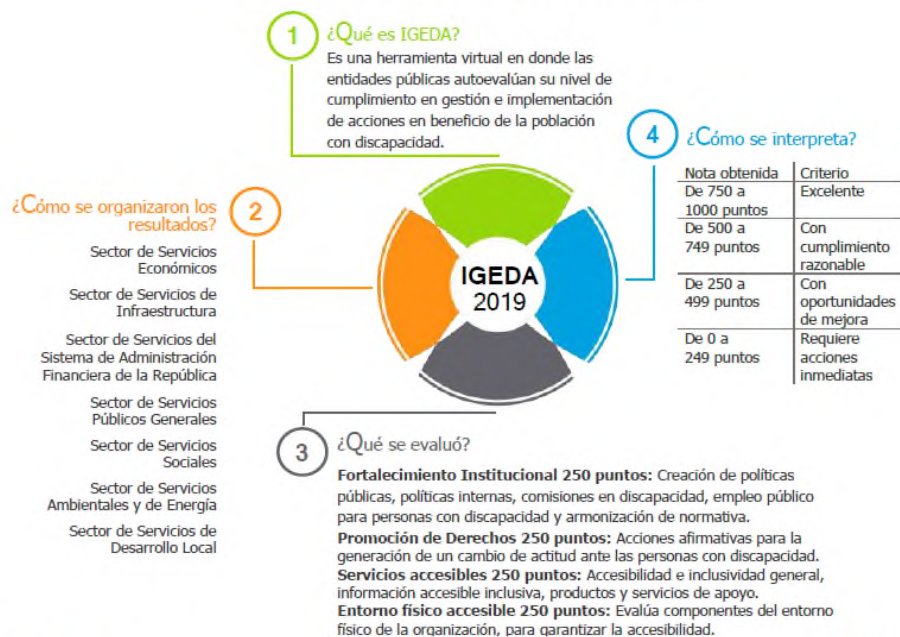 1
¿Qué es IGEDA?
Es una herramienta virtual en donde las
entidades públicas autoevalúan su nivel de
cumplimiento en gestión e implementación
de acciones en beneficio de la población
con discapacidad.
2
¿Cómo se organizaron los
resultados?
Sector de Servicios
Económicos
Sector de Servicios de
Infraestructura
Sector de Servicios del
Sistema de Administración
Financiera de la República
Sector de Servicios
Públicos Generales
Sector de Servicios
Sociales
Sector de Servicios
Ambientales y de Energía
Sector de Servicios de
Desarrollo Local
IGEDA
2019
3
¿Qué se evaluó?
Fortalecimiento Institucional 250 puntos: Creación de políticas
públicas, políticas internas, comisiones en discapacidad, empleo público
para personas con discapacidad y armonización de normativa.
Promoción de Derechos 250 puntos: Acciones afirmativas para la
generación de un cambio de actitud ante las personas con discapacidad.
Servicios accesibles 250 puntos: Accesibilidad e inclusividad general,
información accesible inclusiva, productos y servicios de apoyo.
Entorno físico accesible 250 puntos: Evalúa componentes del entorno
físico de la organización, para garantizar la accesibilidad.
4
¿Cómo se interpreta?
Nota obtenida Criterio
De 750 a Excelente
1000 puntos
De 500 a Con
749 puntos cumplimiento
razonable
De 250 a Con
499 puntos oportunidades
de mejora
De 0 a Requiere
249 puntos acciones
inmediatas